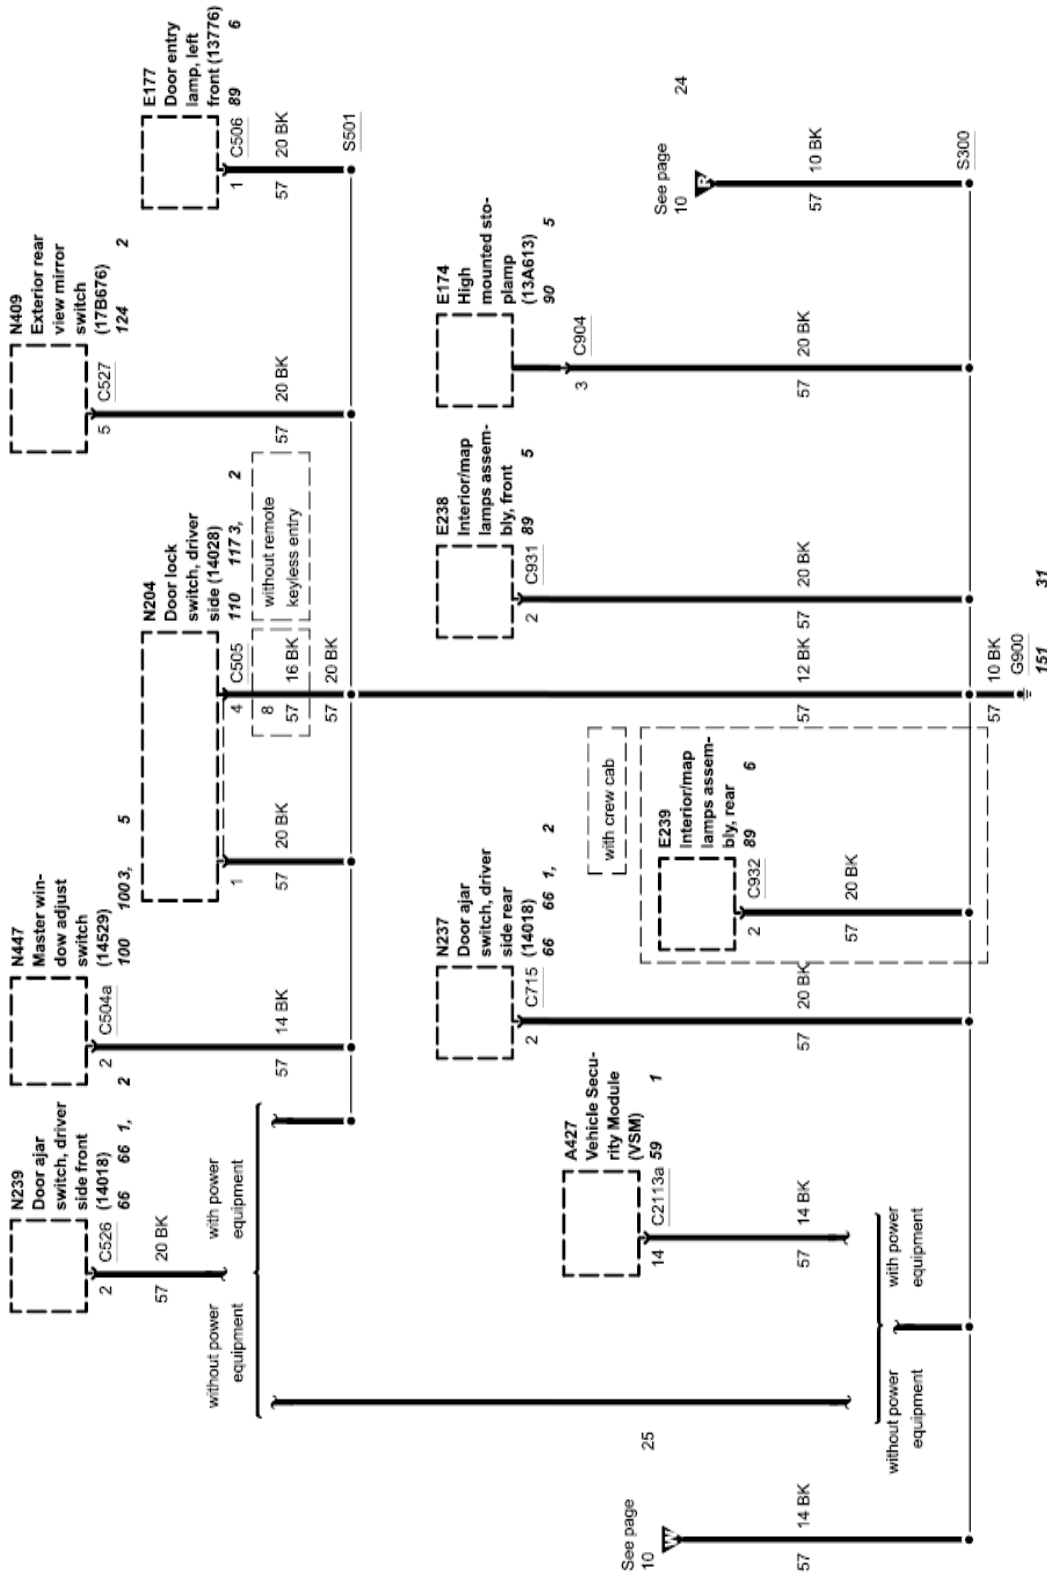 N239
Door ajar
switch, driver
side front
(14018)
66 66 1, 2
2 C526
57 20 BK
without power
equipment
with power
equipment
N447
Master win-
dow adjust
switch
(14529)
100 1003, 5
2 C504a
57 14 BK
N204
Door lock
switch, driver
side (14028)
110 1173, 2
1
57 20 BK
4 C505
8
57 16 BK
without remote
keyless entry
57 20 BK
N409
Exterior rear
view mirror
switch
(17B676)
124 2
5 C527
57 20 BK
E177
Door entry
lamp, left
front (13776)
89 6
1 C506
57 20 BK
S501
A427
Vehicle Secu-
rity Module
(VSM)
59 1
14 C2113a
57 14 BK
without power
equipment
with power
equipment
N237
Door ajar
switch, driver
side rear
(14018)
66 66 1, 2
2 C715
57 20 BK
with crew cab
E239
Interior/map
lamps assem-
bly, rear
89 6
2 C932
57 20 BK
E238
Interior/map
lamps assem-
bly, front
89 5
2 C931
57 20 BK
E174
High
mounted sto-
plamp
(13A613)
90 5
3 C904
57 20 BK
See page
10
W
25
57 14 BK
57 12 BK
57 10 BK
G900
151 31
See page
10
R
24
57 10 BK
S300